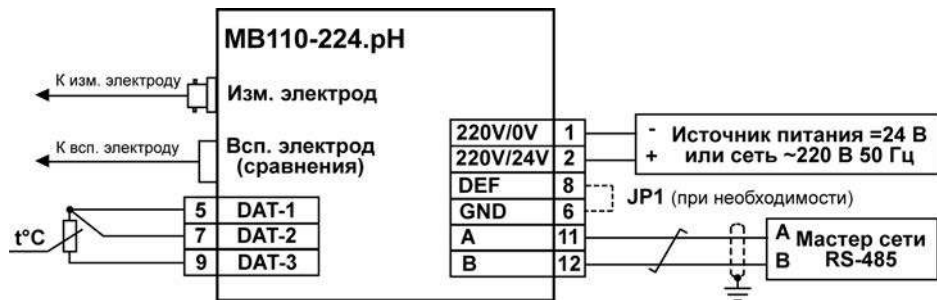 МВ110-224.рН
К изм. электроду
Изм. электрод
К всп. электроду
Всп. электрод
(сравнения)
t°C
5 DAT-1
7 DAT-2
9 DAT-3
220V/0V 1
220V/24V 2
DEF 8
GND 6
A 11
B 12
- Источник питания =24 В
+ или сеть ~220 В 50 Гц
JP1 (при необходимости)
A Мастер сети
B RS-485